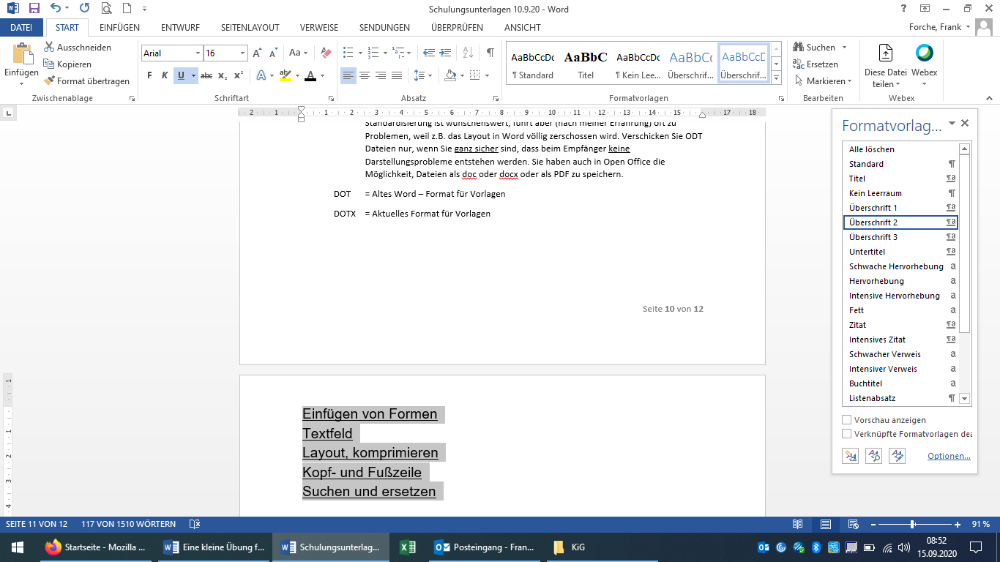 Schulungsunterlagen 10.9.20 - Word
DATEI START EINFÜGEN ENTWURF SEITENLAYOUT VERWEISE SENDUNGEN ÜBERPRÜFEN ANSICHT Forche, Frank
Einfügen
Ausschneiden
Kopieren
Format übertragen
Zwischenablage
Arial 16
F K U abc x₂ x²
Schriftart
Absatz
AaBbCcDc AaBbC AaBbCcDc AaBbCc AaBbCcD
¶ Standard Titel ¶ Kein Lee... Überschrif... Überschrif...
Formatvorlagen
Suchen
Ersetzen
Markieren
Bearbeiten
Diese Datei teilen
Webex
Webex
2 1 1 2 3 4 5 6 7 8 9 10 11 12 13 14 15 17 18
Standardisierung ist wünschenswert, führt aber (nach meiner Erfahrung) oft zu
Problemen, weil z.B. das Layout in Word völlig zerschossen wird. Verschicken Sie ODT
Dateien nur, wenn Sie ganz sicher sind, dass beim Empfänger keine
Darstellungsprobleme entstehen werden. Sie haben auch in Open Office die
Möglichkeit, Dateien als doc oder docx oder als PDF zu speichern.
DOT = Altes Word – Format für Vorlagen
DOTX = Aktuelles Format für Vorlagen
Seite 10 von 12
Einfügen von Formen
Textfeld
Layout, komprimieren
Kopf- und Fußzeile
Suchen und ersetzen
Formatvorlag...
Alle löschen
Standard ¶
Titel ¶a
Kein Leerraum ¶
Überschrift 1 ¶a
Überschrift 2 ¶a
Überschrift 3 ¶a
Untertitel ¶a
Schwache Hervorhebung a
Hervorhebung a
Intensive Hervorhebung a
Fett a
Zitat ¶a
Intensives Zitat ¶a
Schwacher Verweis a
Intensiver Verweis a
Buchtitel a
Listenabsatz ¶
Vorschau anzeigen
Verknüpfte Formatvorlagen dea
Optionen...
SEITE 11 VON 12 117 VON 1510 WÖRTERN 91 %
Startseite - Mozilla ... Eine kleine Übung f... Schulungsunterlag... Posteingang - Fran... KiG
08:52
15.09.2020